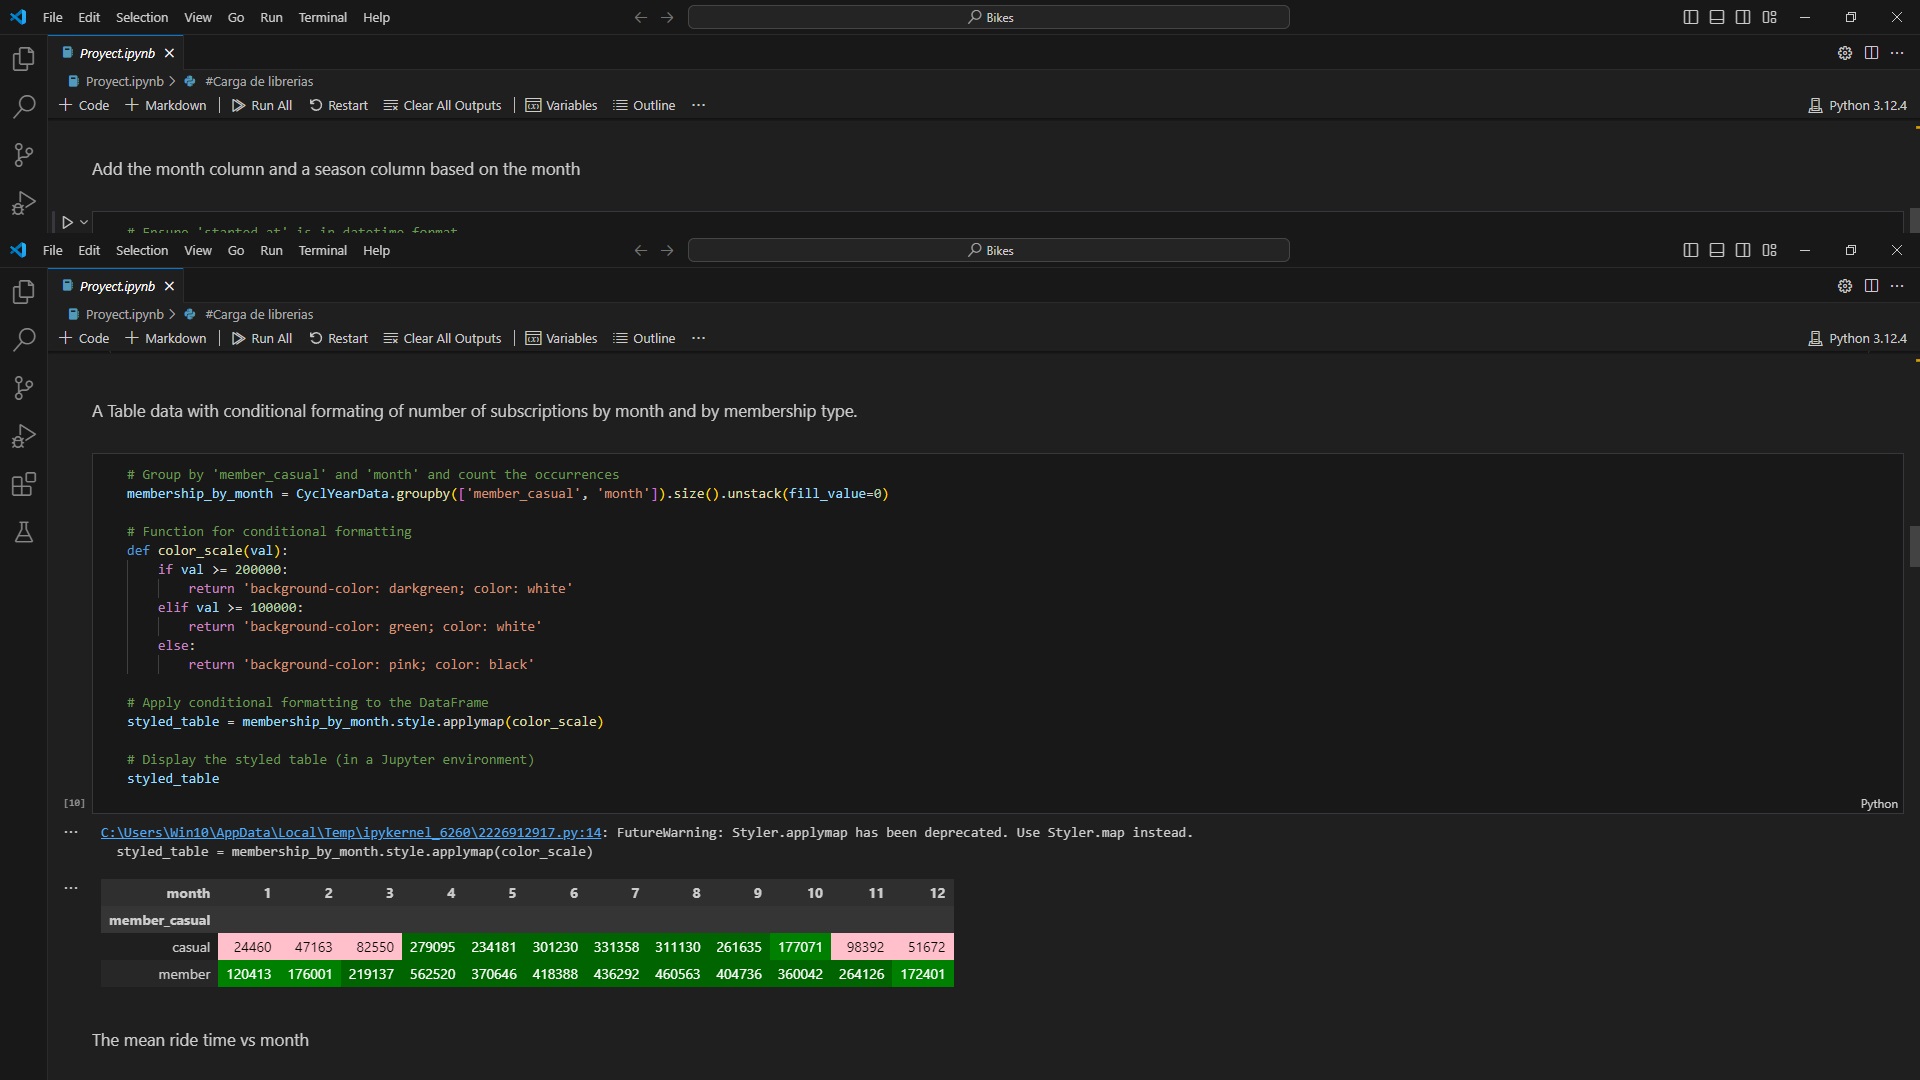 File Edit Selection View Go Run Terminal Help Bikes
Proyect.ipynb
Proyect.ipynb > #Carga de librerias
Code Markdown Run All Restart Clear All Outputs Variables Outline ... Python 3.12.4
Add the month column and a season column based on the month
# Ensure 'started_at' is in datetime format
File Edit Selection View Go Run Terminal Help Bikes
Proyect.ipynb
Proyect.ipynb > #Carga de librerias
Code Markdown Run All Restart Clear All Outputs Variables Outline ... Python 3.12.4
A Table data with conditional formating of number of subscriptions by month and by membership type.
# Group by 'member_casual' and 'month' and count the occurrences
membership_by_month = CyclYearData.groupby(['member_casual', 'month']).size().unstack(fill_value=0)
# Function for conditional formatting
def color_scale(val):
if val >= 200000:
return 'background-color: darkgreen; color: white'
elif val >= 100000:
return 'background-color: green; color: white'
else:
return 'background-color: pink; color: black'
# Apply conditional formatting to the DataFrame
styled_table = membership_by_month.style.applymap(color_scale)
# Display the styled table (in a Jupyter environment)
styled_table
[10] Python
... C:\Users\Win10\AppData\Local\Temp\ipykernel_6260\2226912917.py:14: FutureWarning: Styler.applymap has been deprecated. Use Styler.map instead.
styled_table = membership_by_month.style.applymap(color_scale)
...
month 1 2 3 4 5 6 7 8 9 10 11 12
member_casual
casual 24460 47163 82550 279095 234181 301230 331358 311130 261635 177071 98392 51672
member 120413 176001 219137 562520 370646 418388 436292 460563 404736 360042 264126 172401
The mean ride time vs month